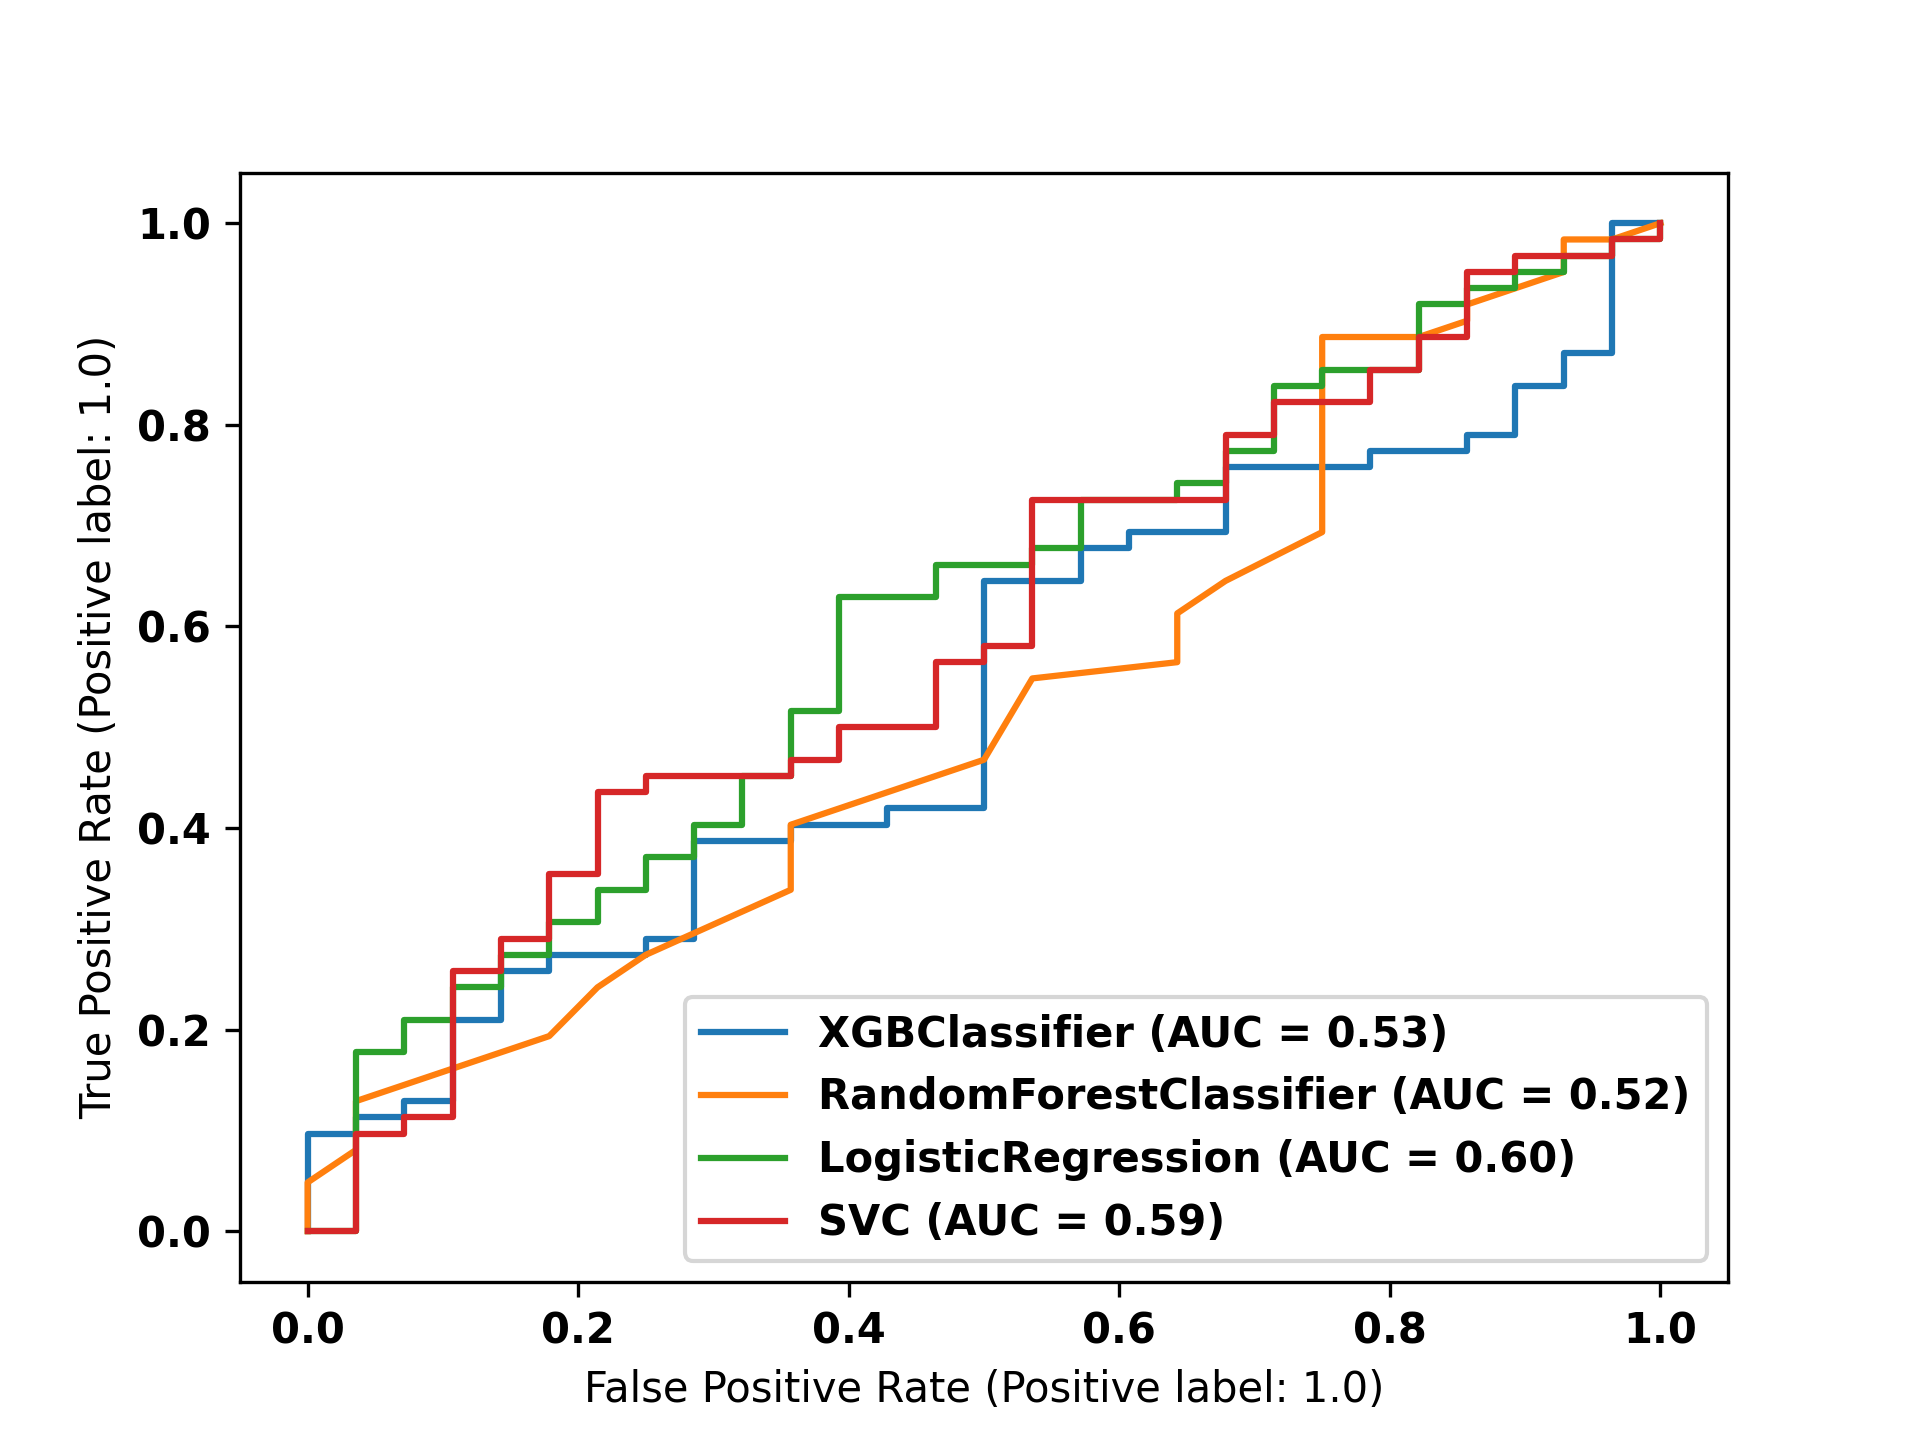 True Positive Rate (Positive label: 1.0)
1.0
0.8
0.6
0.4
0.2
0.0
XGBClassifier (AUC = 0.53)
RandomForestClassifier (AUC = 0.52)
LogisticRegression (AUC = 0.60)
SVC (AUC = 0.59)
0.0 0.2 0.4 0.6 0.8 1.0
False Positive Rate (Positive label: 1.0)